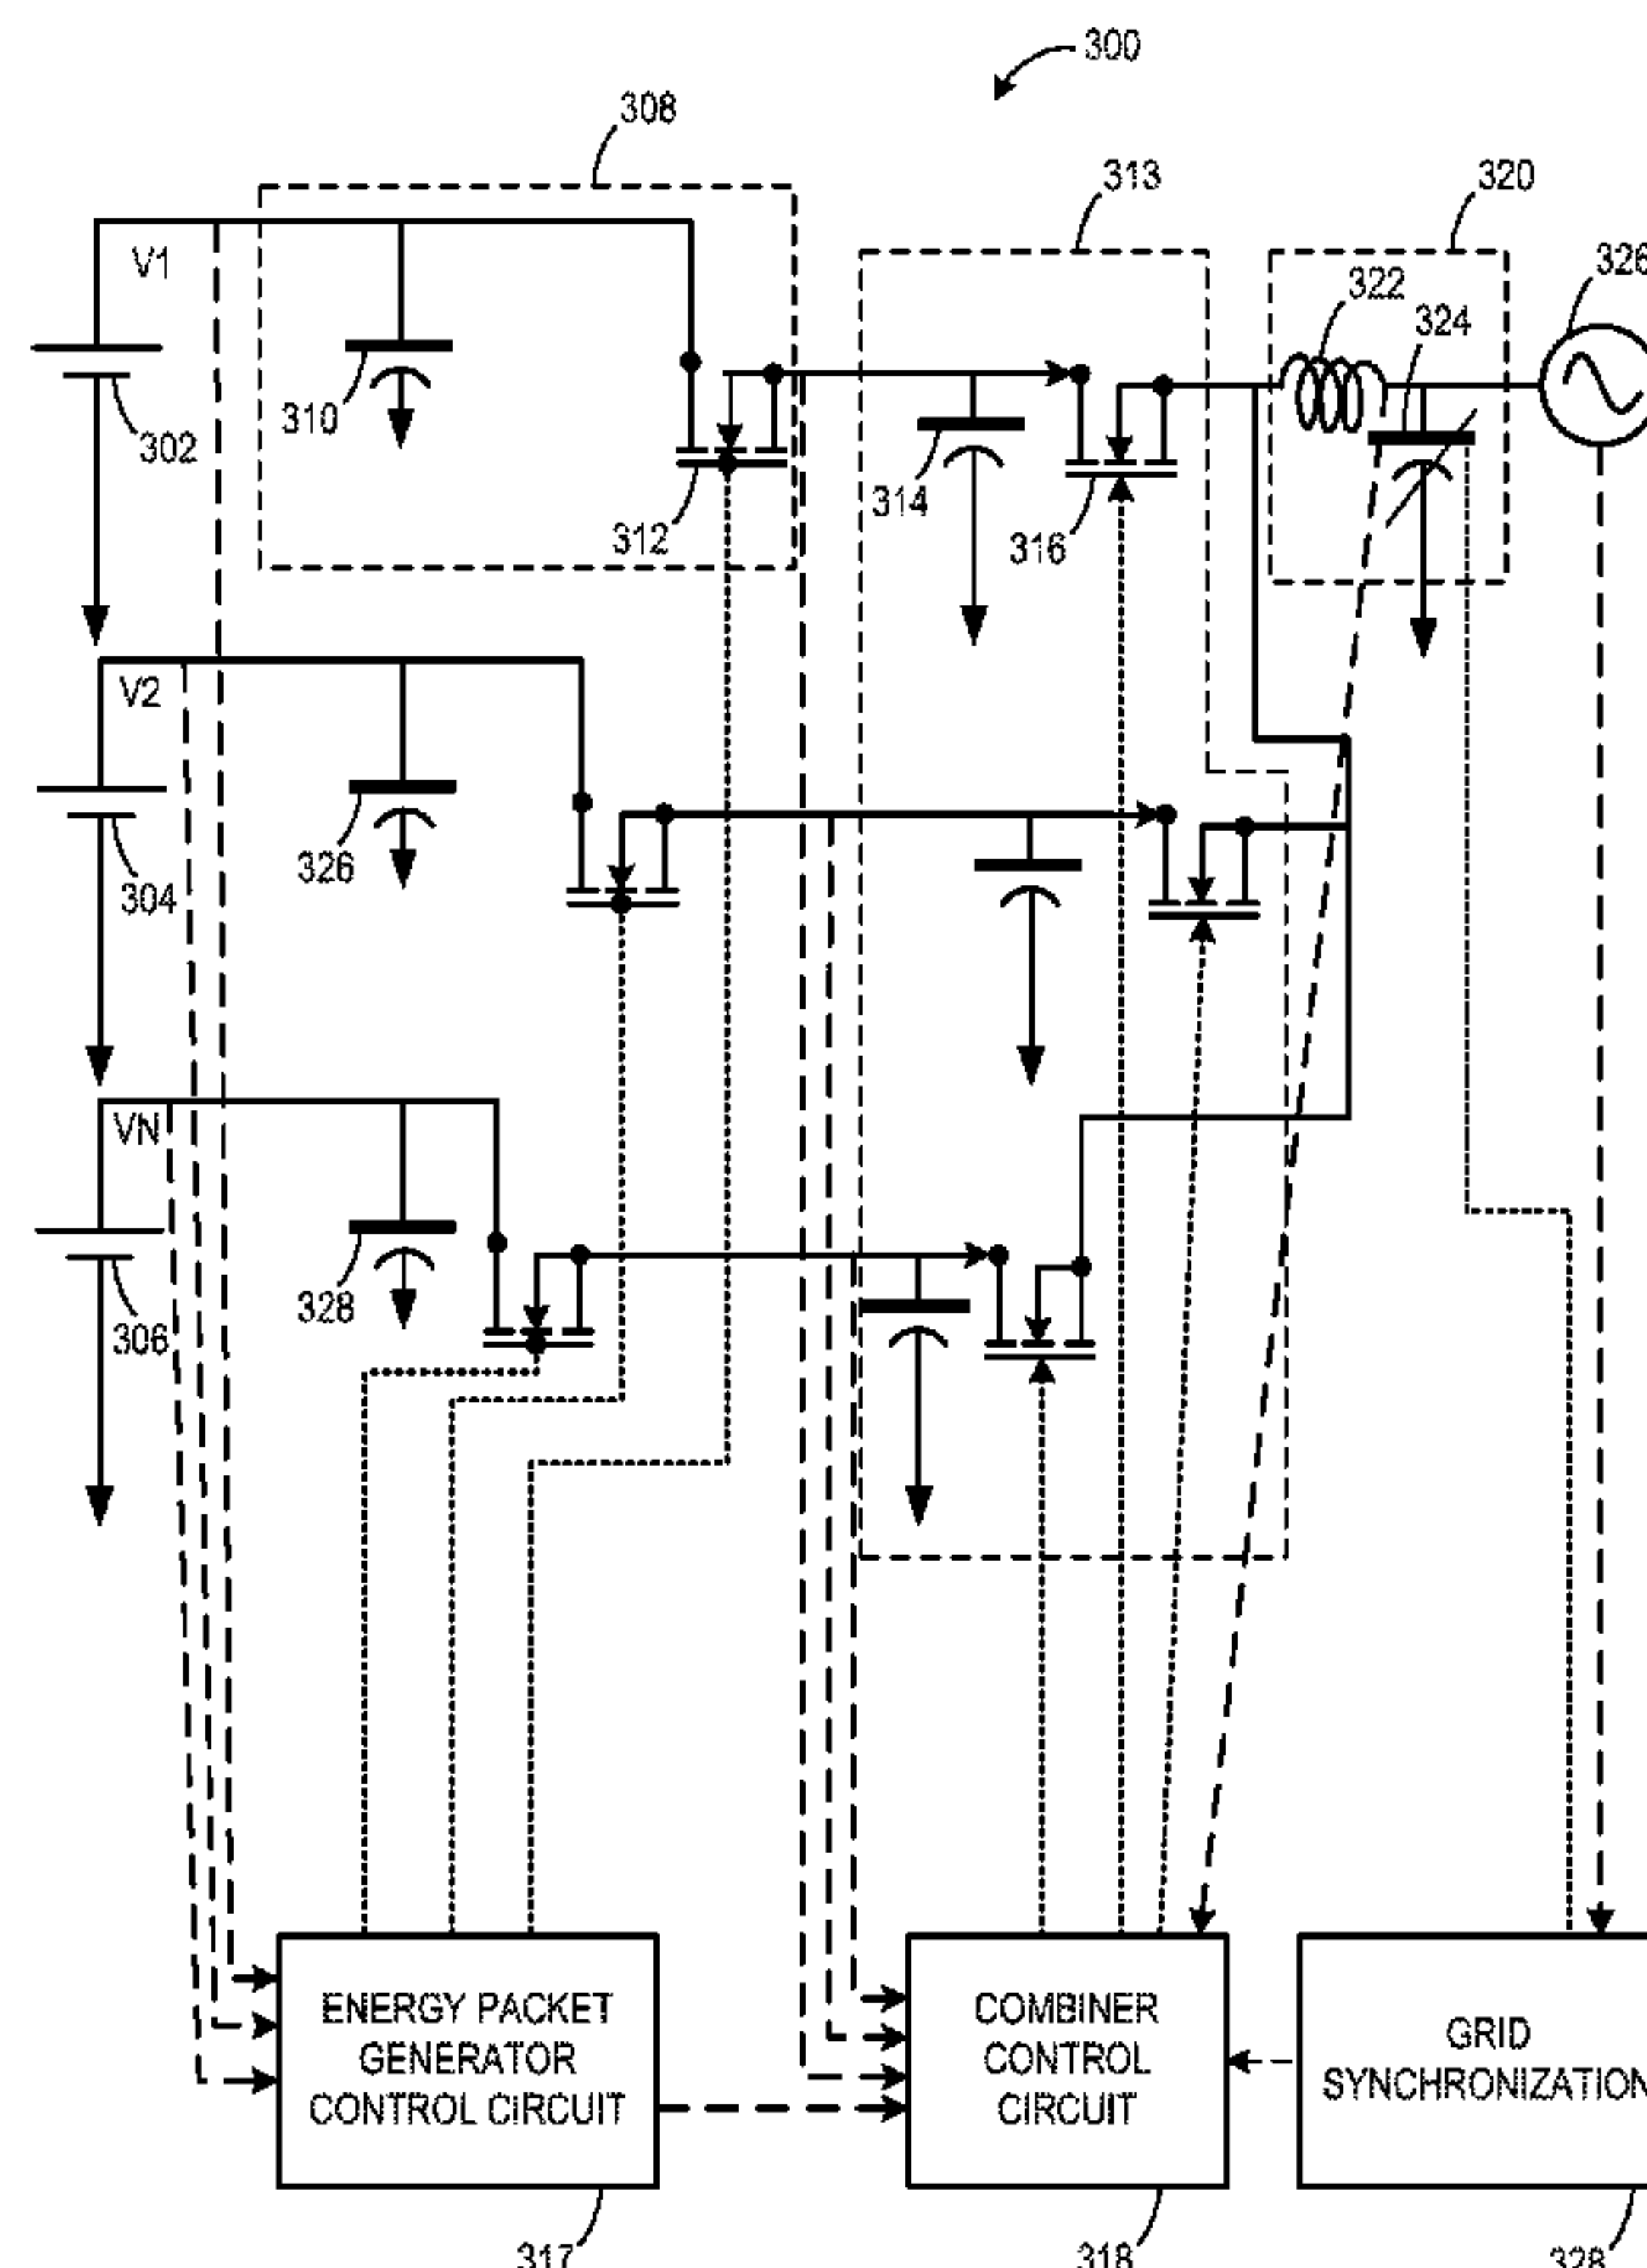 300
308
313
320
326
V1
322
324
310
302
314
312
316
V2
326
304
VN
328
306
ENERGY PACKET
GENERATOR
CONTROL CIRCUIT
COMBINER
CONTROL
CIRCUIT
GRID
SYNCHRONIZATION
317
318
328